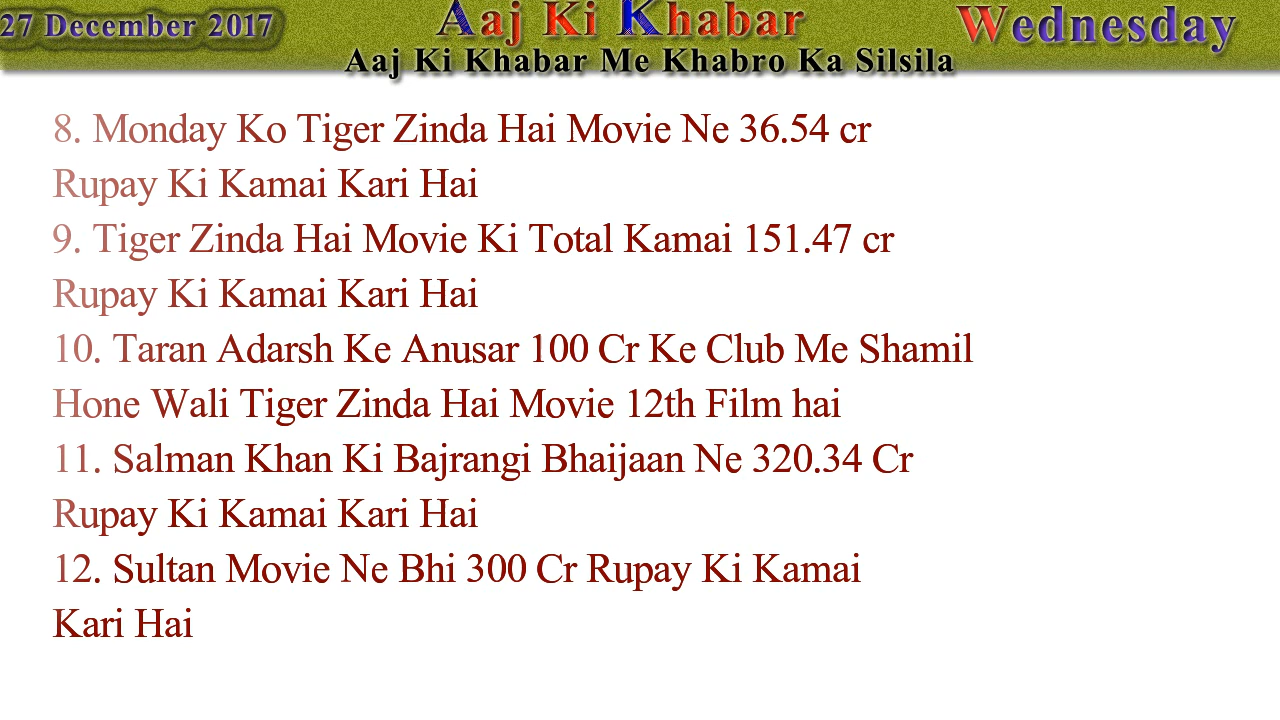 27 December 2017 Aaj Ki Khabar Wednesday
Aaj Ki Khabar Me Khabro Ka Silsila
8. Monday Ko Tiger Zinda Hai Movie Ne 36.54 cr
Rupay Ki Kamai Kari Hai
9. Tiger Zinda Hai Movie Ki Total Kamai 151.47 cr
Rupay Ki Kamai Kari Hai
10. Taran Adarsh Ke Anusar 100 Cr Ke Club Me Shamil
Hone Wali Tiger Zinda Hai Movie 12th Film hai
11. Salman Khan Ki Bajrangi Bhaijaan Ne 320.34 Cr
Rupay Ki Kamai Kari Hai
12. Sultan Movie Ne Bhi 300 Cr Rupay Ki Kamai
Kari Hai